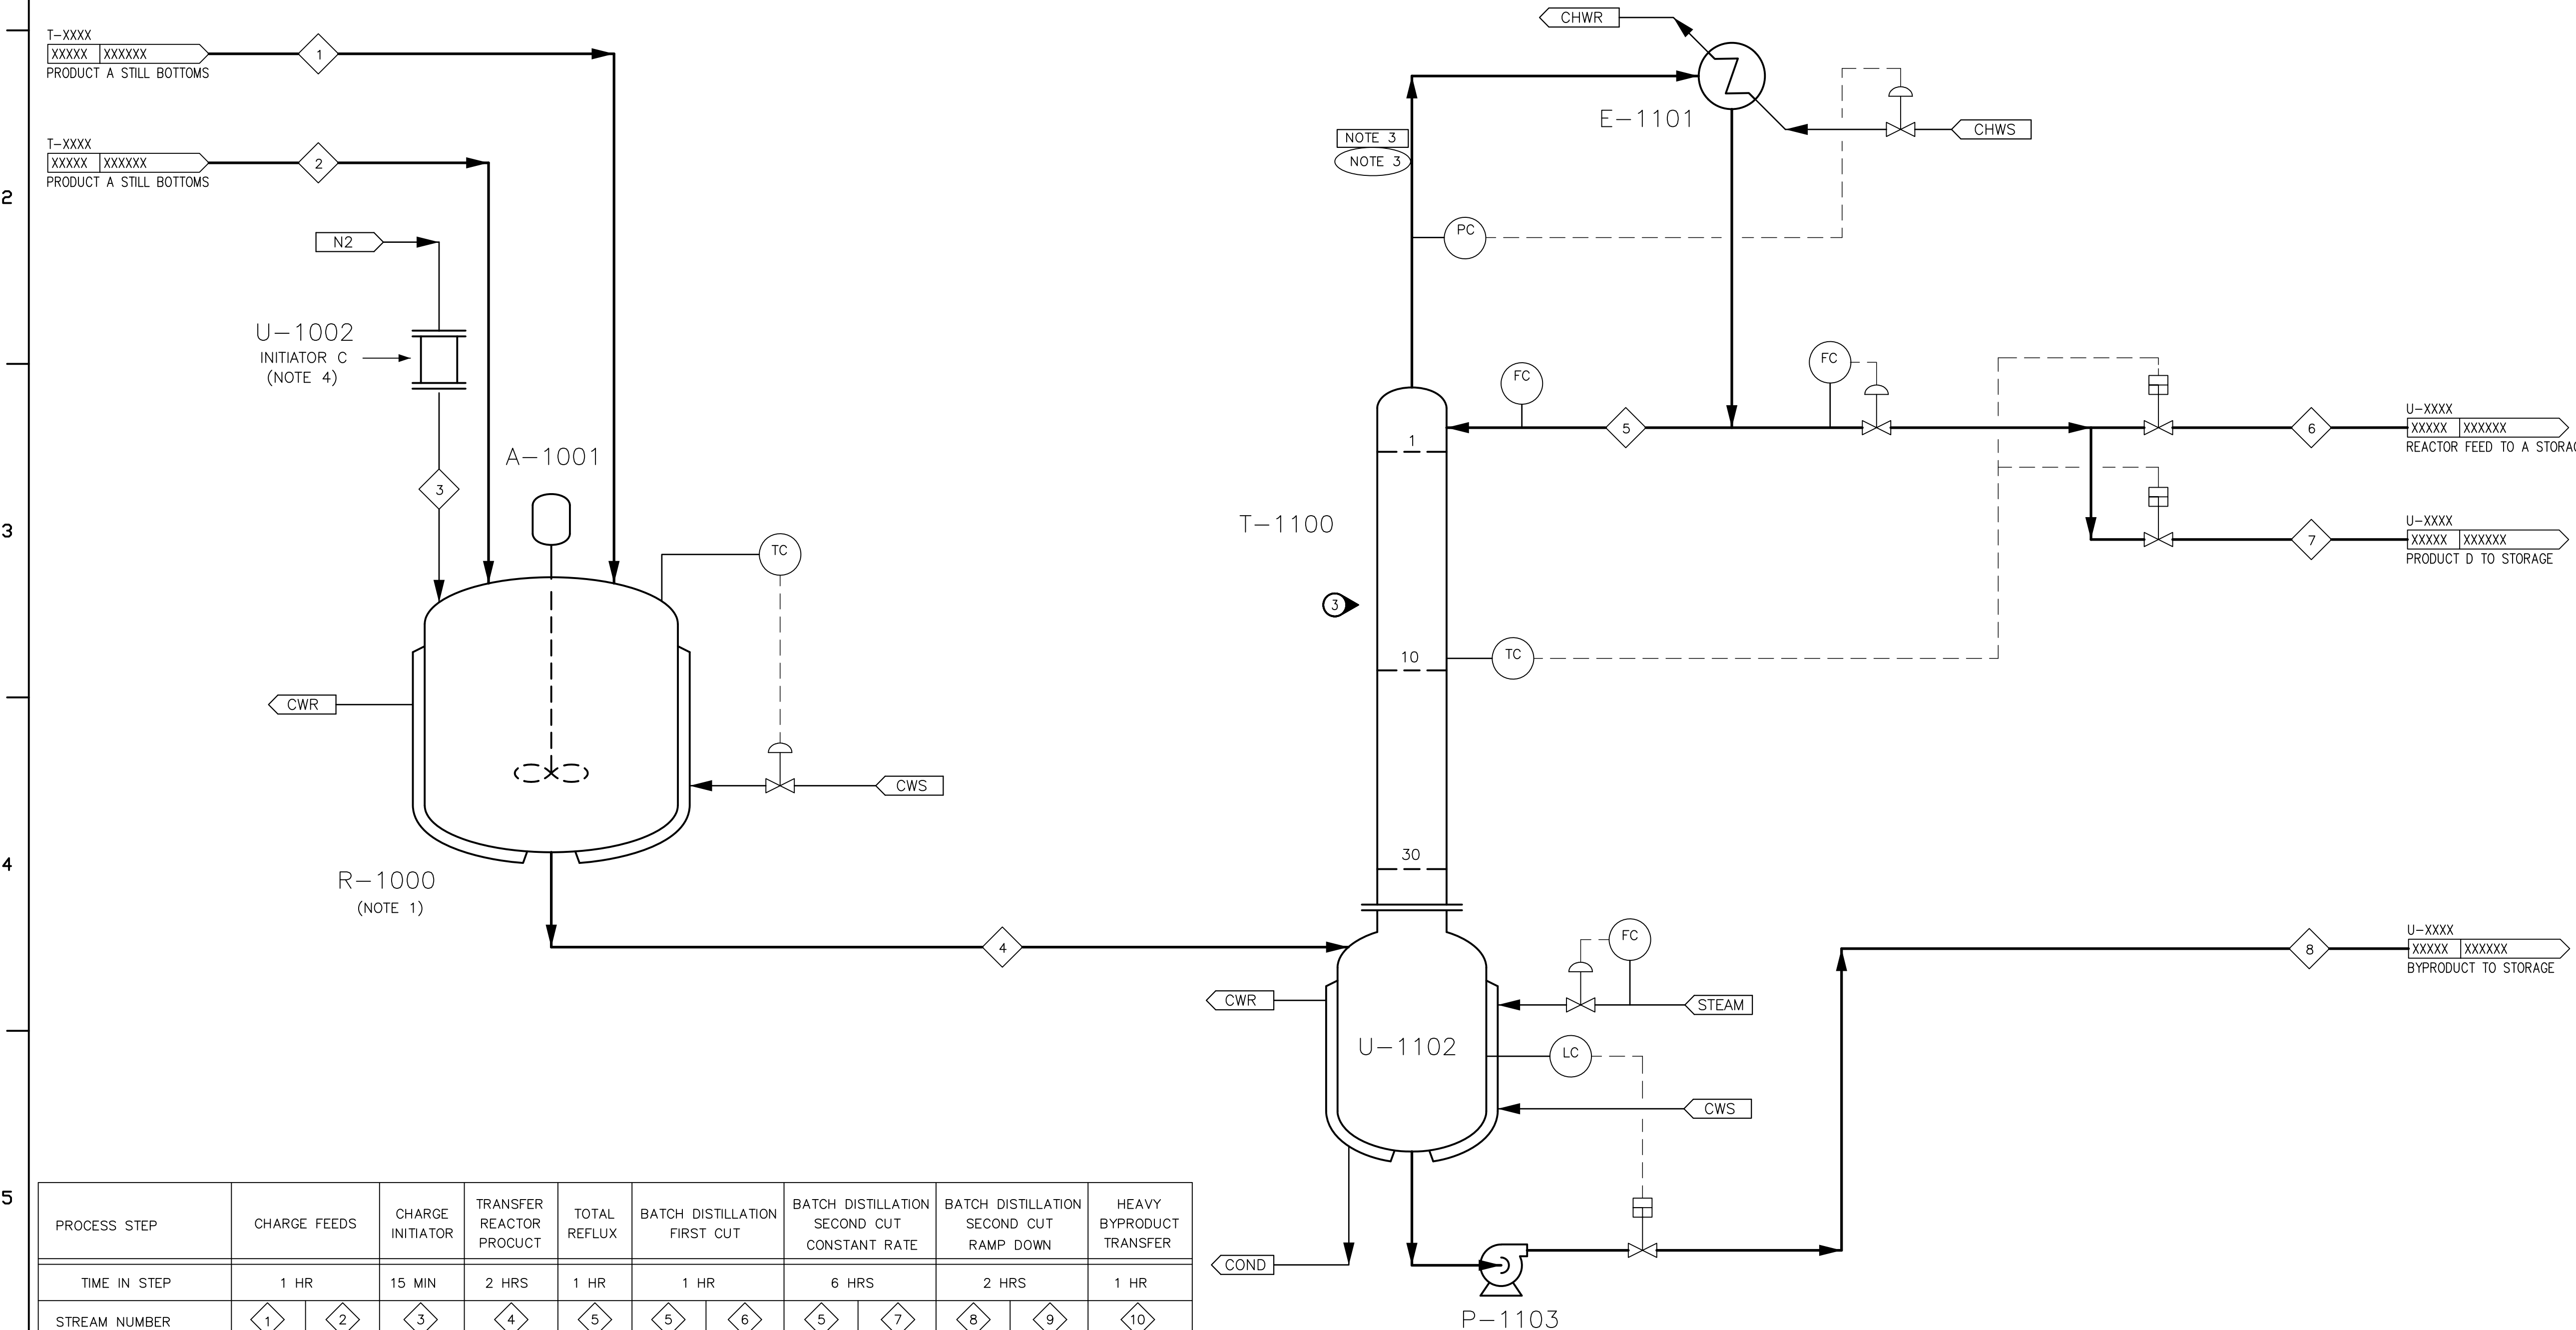 T-XXXX
XXXXX XXXXXX
PRODUCT A STILL BOTTOMS
1
T-XXXX
XXXXX XXXXXX
PRODUCT A STILL BOTTOMS
2
2
N2
U-1002
INITIATOR C
(NOTE 4)
3
A-1001
TC
3
CWR
CWS
4
R-1000
(NOTE 1)
4
CHWR
E-1101
CHWS
NOTE 3
NOTE 3
PC
FC
FC
5
1
T-1100
3
10
TC
30
6
U-XXXX
XXXXX XXXXXX
REACTOR FEED TO A STORAG
7
U-XXXX
XXXXX XXXXXX
PRODUCT D TO STORAGE
FC
STEAM
CWR
U-1102
LC
CWS
COND
P-1103
8
U-XXXX
XXXXX XXXXXX
BYPRODUCT TO STORAGE
5
PROCESS STEP
CHARGE FEEDS
CHARGE
INITIATOR
TRANSFER
REACTOR
PROCUCT
TOTAL
REFLUX
BATCH DISTILLATION
FIRST CUT
BATCH DISTILLATION
SECOND CUT
CONSTANT RATE
BATCH DISTILLATION
SECOND CUT
RAMP DOWN
HEAVY
BYPRODUCT
TRANSFER
TIME IN STEP 1 HR 15 MIN 2 HRS 1 HR 1 HR 6 HRS 2 HRS 1 HR
STREAM NUMBER 1 2 3 4 5 5 6 5 7 8 9 10